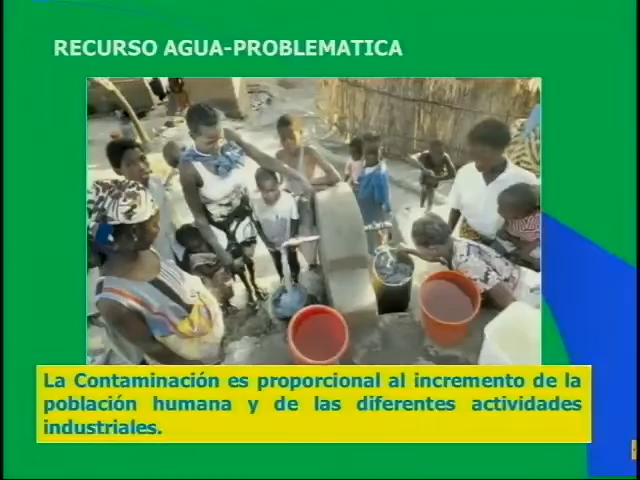 RECURSO AGUA-PROBLEMATICA
La Contaminación es proporcional al incremento de la
población humana y de las diferentes actividades
industriales.